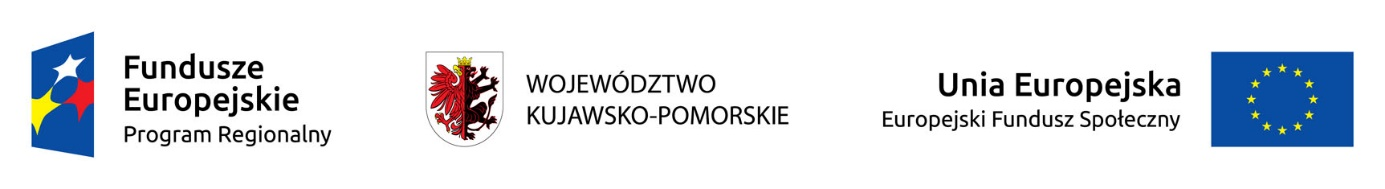 Fundusze
Europejskie
Program Regionalny
WOJEWÓDZTWO
KUJAWSKO-POMORSKIE
Unia Europejska
Europejski Fundusz Społeczny